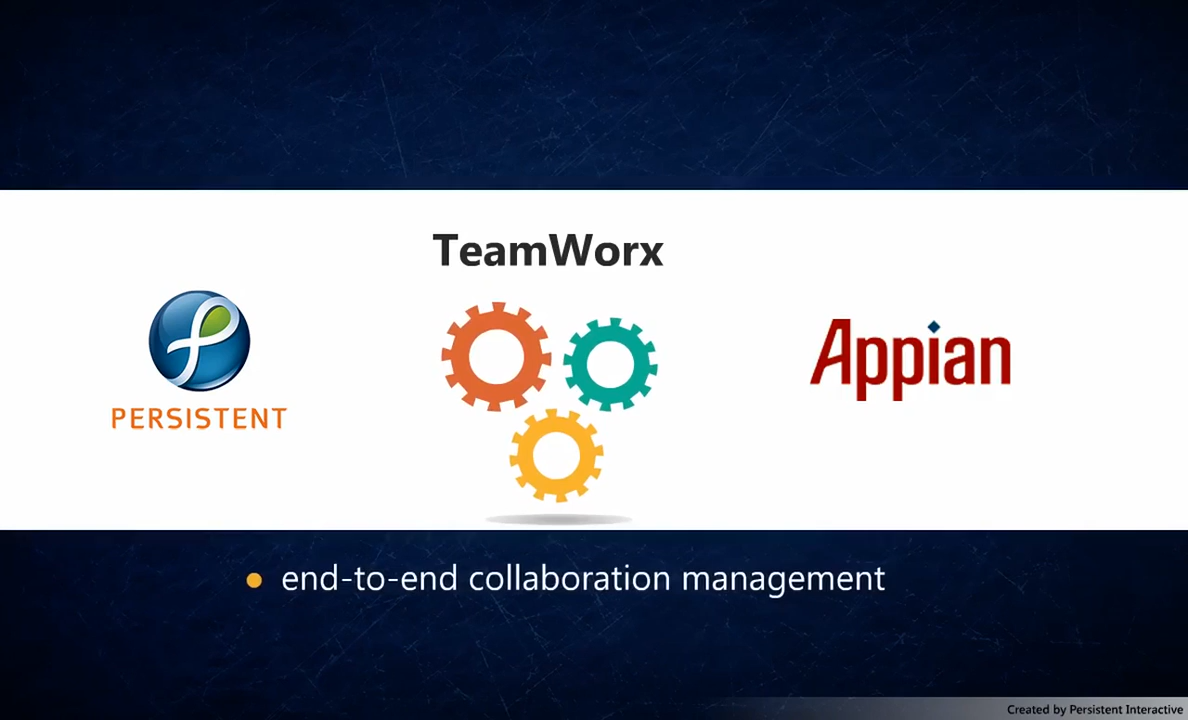 TeamWorx
PERSISTENT
Appian
end-to-end collaboration management
Created by Persistent Interactive